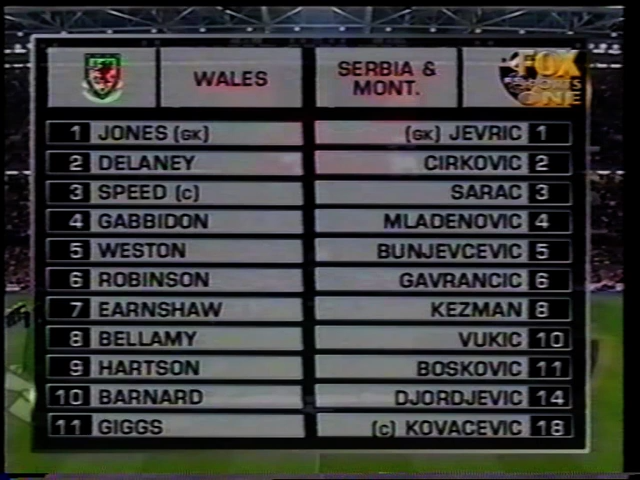 WALES SERBIA & MONT.
FOX SPORTS ONE
1 JONES (GK) (GK) JEVRIC 1
2 DELANEY CIRKOVIC 2
3 SPEED (C) SARAC 3
4 GABBIDON MLADENOVIC 4
5 WESTON BUNJEVCEVIC 5
6 ROBINSON GAVRANCIC 6
7 EARNSHAW KEZMAN 8
8 BELLAMY VUKIC 10
9 HARTSON BOSKOVIC 11
10 BARNARD DJORDJEVIC 14
11 GIGGS (C) KOVACEVIC 18